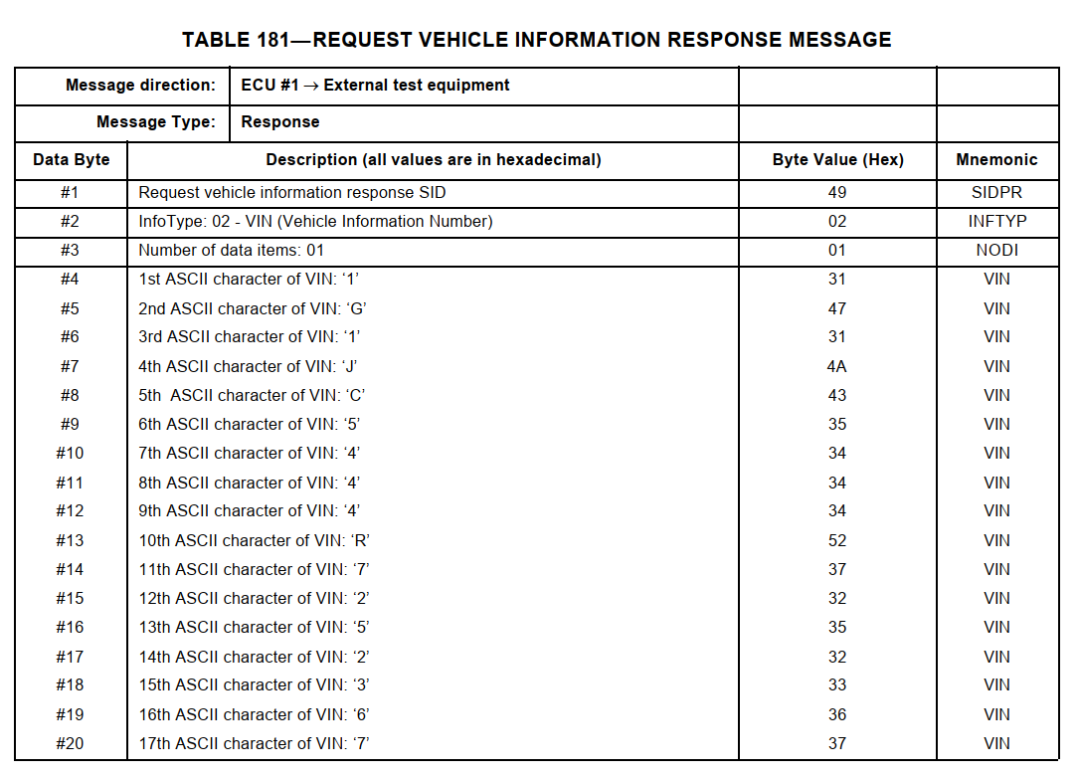 TABLE 181—REQUEST VEHICLE INFORMATION RESPONSE MESSAGE
Message direction: ECU #1 → External test equipment
Message Type: Response
Data Byte Description (all values are in hexadecimal) Byte Value (Hex) Mnemonic
#1 Request vehicle information response SID 49 SIDPR
#2 InfoType: 02 - VIN (Vehicle Information Number) 02 INFTYP
#3 Number of data items: 01 01 NODI
#4 1st ASCII character of VIN: ‘1’ 31 VIN
#5 2nd ASCII character of VIN: ‘G’ 47 VIN
#6 3rd ASCII character of VIN: ‘1’ 31 VIN
#7 4th ASCII character of VIN: ‘J’ 4A VIN
#8 5th ASCII character of VIN: ‘C’ 43 VIN
#9 6th ASCII character of VIN: ‘5’ 35 VIN
#10 7th ASCII character of VIN: ‘4’ 34 VIN
#11 8th ASCII character of VIN: ‘4’ 34 VIN
#12 9th ASCII character of VIN: ‘4’ 34 VIN
#13 10th ASCII character of VIN: ‘R’ 52 VIN
#14 11th ASCII character of VIN: ‘7’ 37 VIN
#15 12th ASCII character of VIN: ‘2’ 32 VIN
#16 13th ASCII character of VIN: ‘5’ 35 VIN
#17 14th ASCII character of VIN: ‘2’ 32 VIN
#18 15th ASCII character of VIN: ‘3’ 33 VIN
#19 16th ASCII character of VIN: ‘6’ 36 VIN
#20 17th ASCII character of VIN: ‘7’ 37 VIN